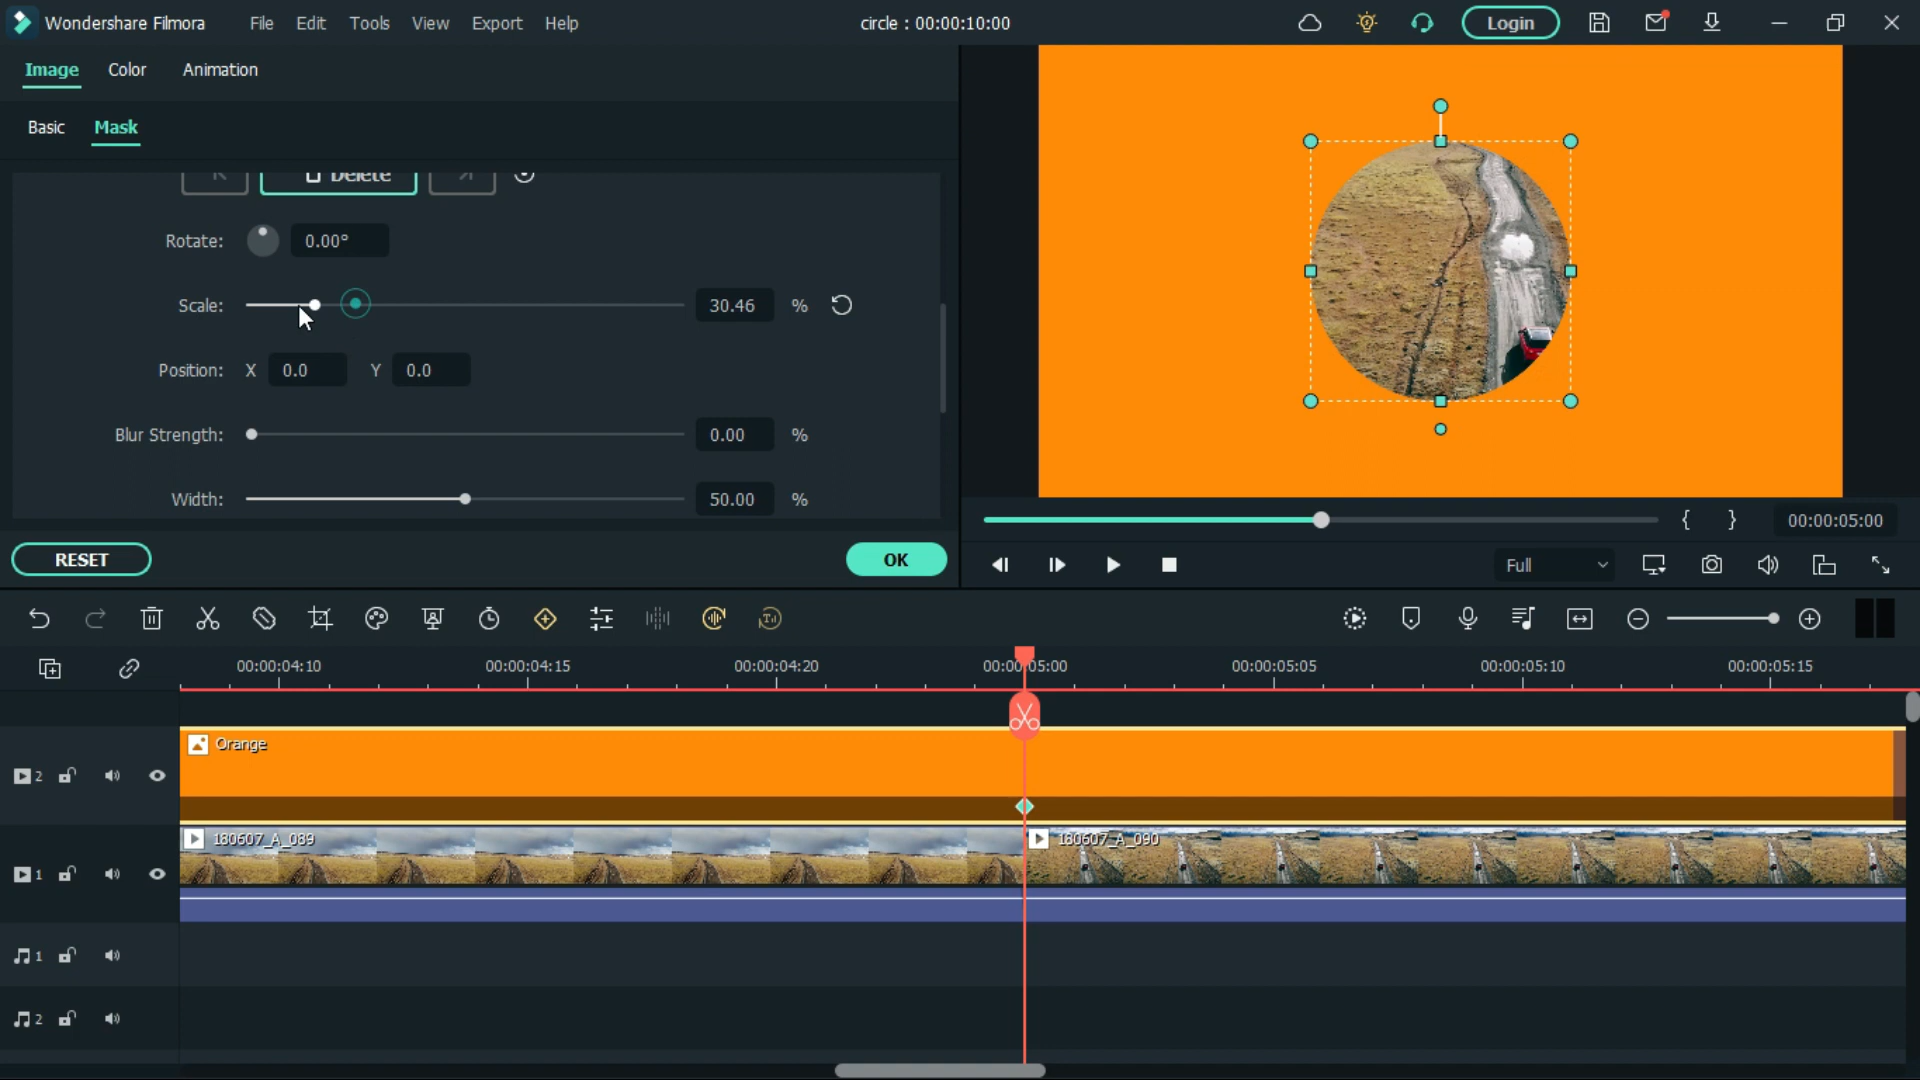 Wondershare Filmora File Edit Tools View Export Help circle : 00:00:10:00 Login
Image Color Animation
Basic Mask
Delete
Rotate: 0.00°
Scale: 30.46 %
Position: X 0.0 Y 0.0
Blur Strength: 0.00 %
Width: 50.00 %
RESET OK
{ } 00:00:05:00
Full
00:00:04:10 00:00:04:15 00:00:04:20 00:00:05:00 00:00:05:05 00:00:05:10 00:00:05:15
Orange
2
180607_A_089 180607_A_090
1
1
2